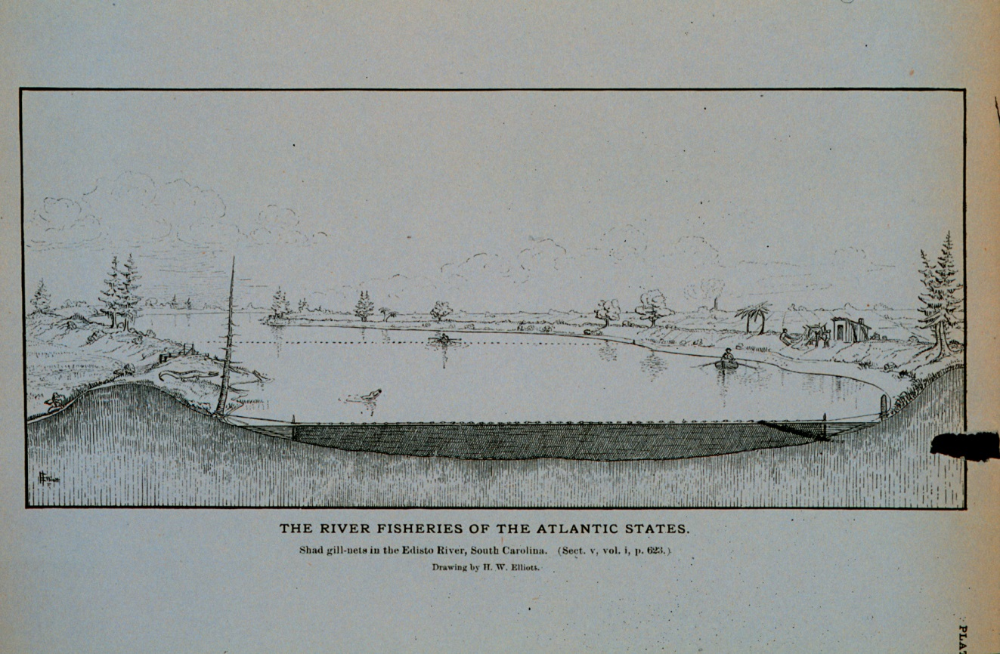 THE RIVER FISHERIES OF THE ATLANTIC STATES.
Shad gill-nets in the Edisto River, South Carolina. (Sect. v, vol. i, p. 623.)
Drawing by H. W. Elliott.